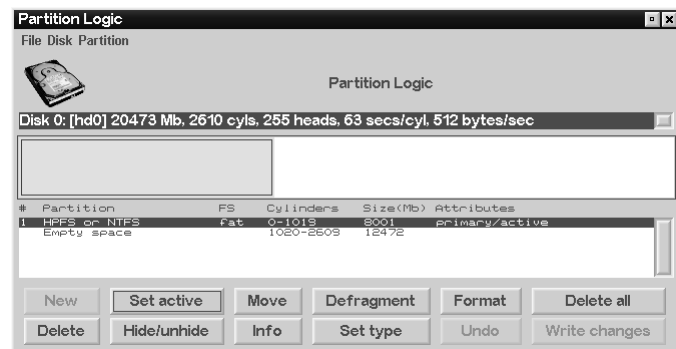 Partition Logic
File Disk Partition
Partition Logic
Disk 0: [hd0] 20473 Mb, 2610 cyls, 255 heads, 63 secs/cyl, 512 bytes/sec
# Partition FS Cylinders Size(Mb) Attributes
1 HPFS or NTFS fat 0-1019 8001 primary/active
Empty space 1020-2609 12472
New Set active Move Defragment Format Delete all
Delete Hide/unhide Info Set type Undo Write changes